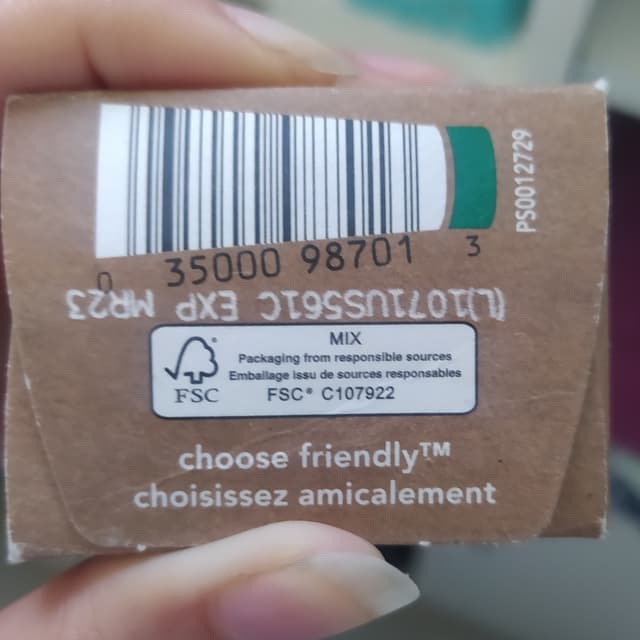 0 35000 98701 3
PS0012729
(L)1071US561C EXP MR23
MIX
Packaging from responsible sources
Emballage issu de sources responsables
FSC® C107922
FSC
choose friendly™
choisissez amicalement